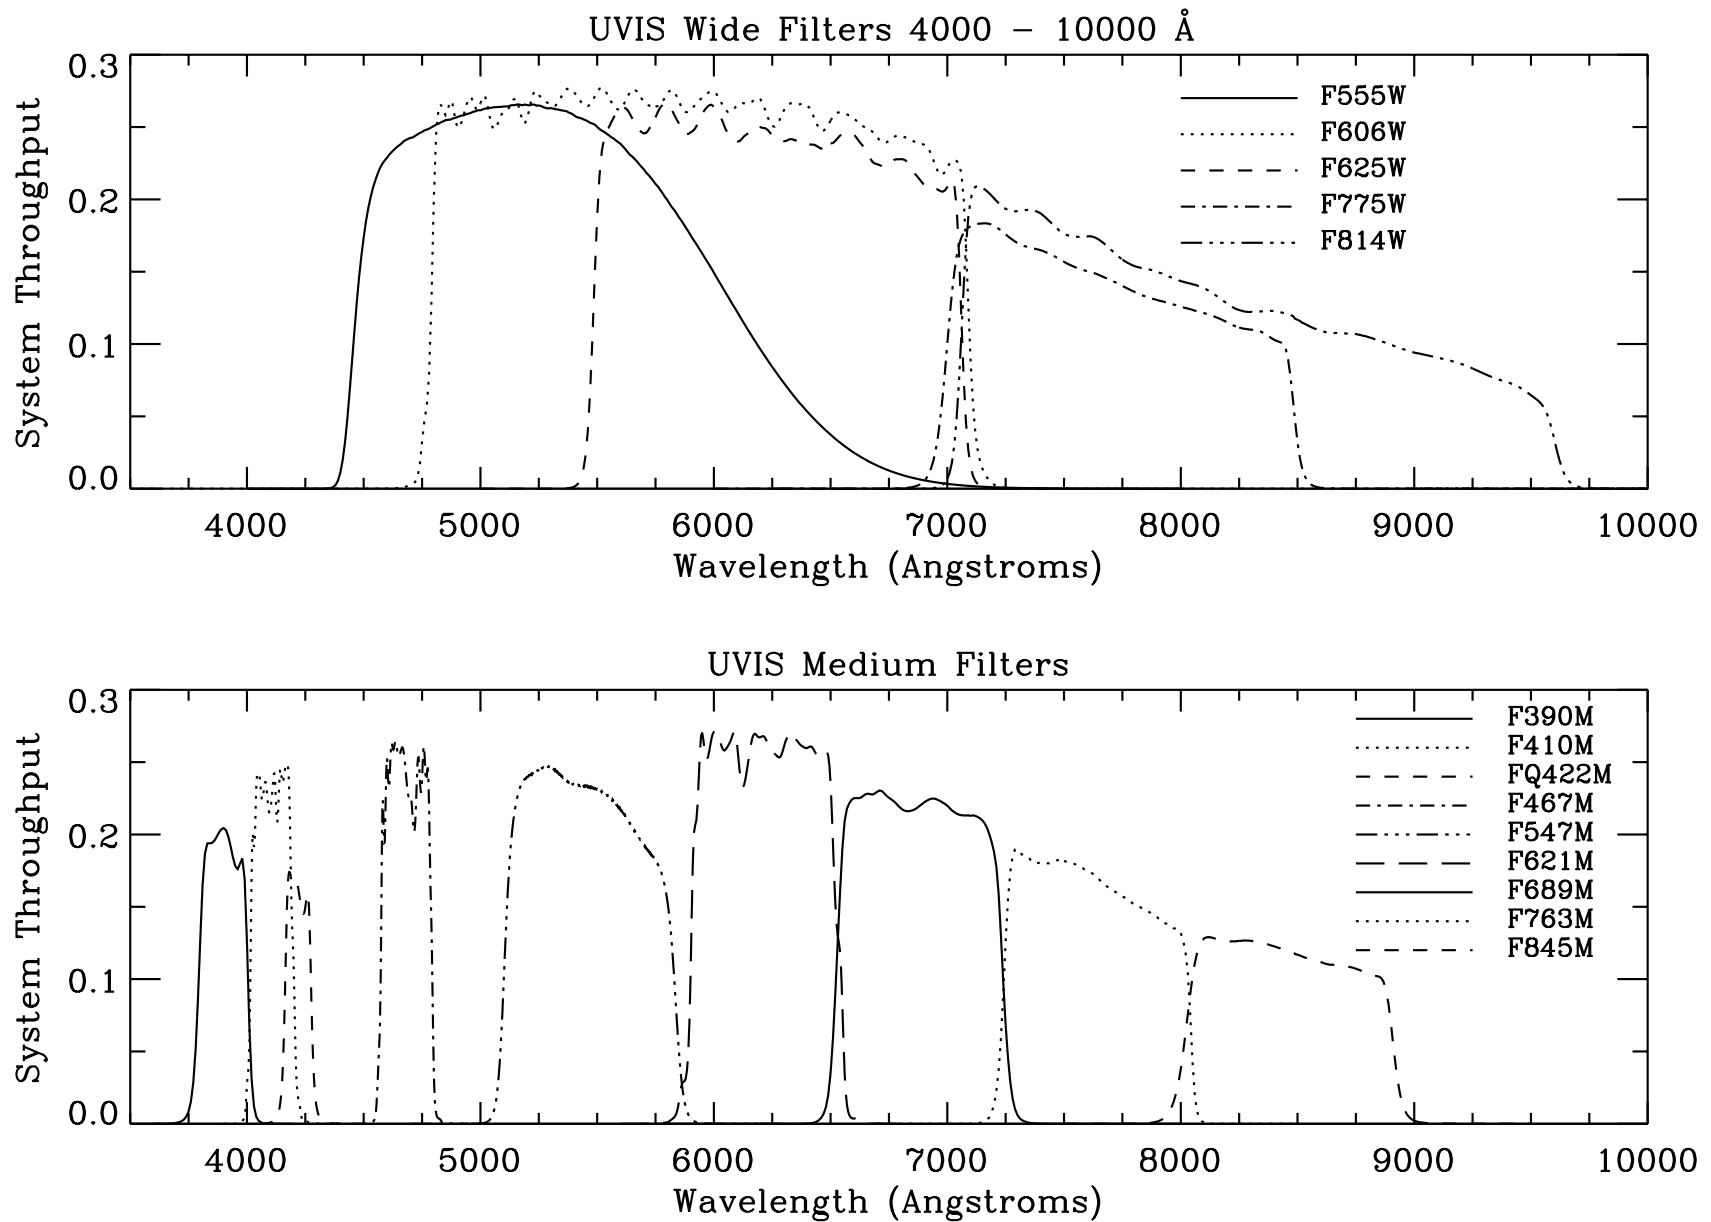 UVIS Wide Filters 4000 – 10000 Å
0.3
0.2
0.1
0.0
System Throughput
F555W
F606W
F625W
F775W
F814W
4000 5000 6000 7000 8000 9000 10000
Wavelength (Angstroms)
UVIS Medium Filters
0.3
0.2
0.1
0.0
System Throughput
F390M
F410M
FQ422M
F467M
F547M
F621M
F689M
F763M
F845M
4000 5000 6000 7000 8000 9000 10000
Wavelength (Angstroms)